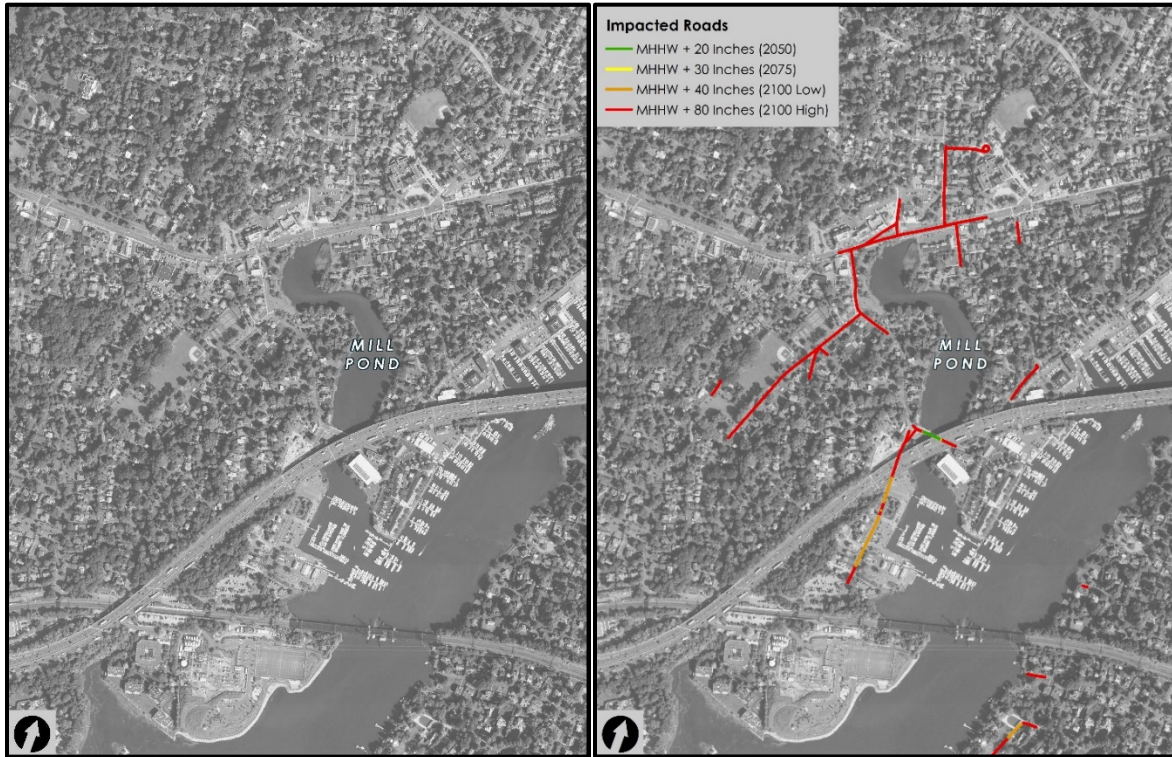 MILL
POND
Impacted Roads
MHHW + 20 Inches (2050)
MHHW + 30 Inches (2075)
MHHW + 40 Inches (2100 Low)
MHHW + 80 Inches (2100 High)
MILL
POND